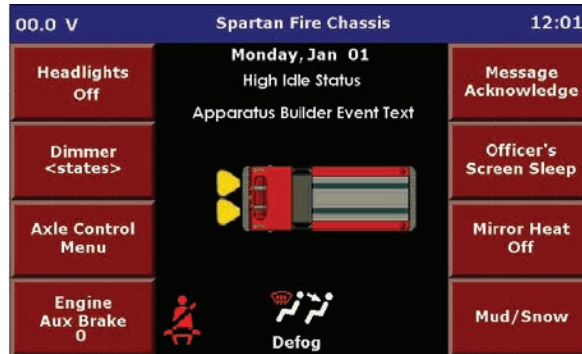 00.0 V
Spartan Fire Chassis
12:01
Headlights
Off
Dimmer
<states>
Axle Control
Menu
Engine
Aux Brake
0
Monday, Jan 01
High Idle Status
Apparatus Builder Event Text
Defog
Message
Acknowledge
Officer's
Screen Sleep
Mirror Heat
Off
Mud/Snow